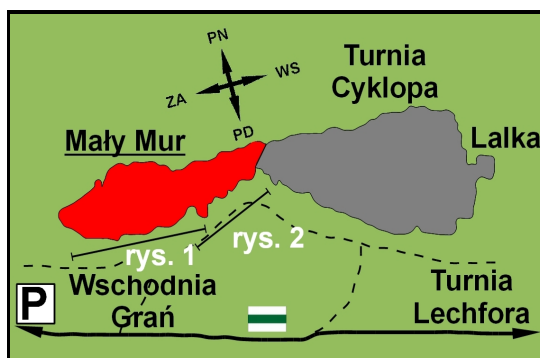 PN
WS
ZA
PD
Turnia
Cyklopa
Lalka
Mały Mur
rys. 1
rys. 2
Wschodnia
Grań
Turnia
Lechfora
P